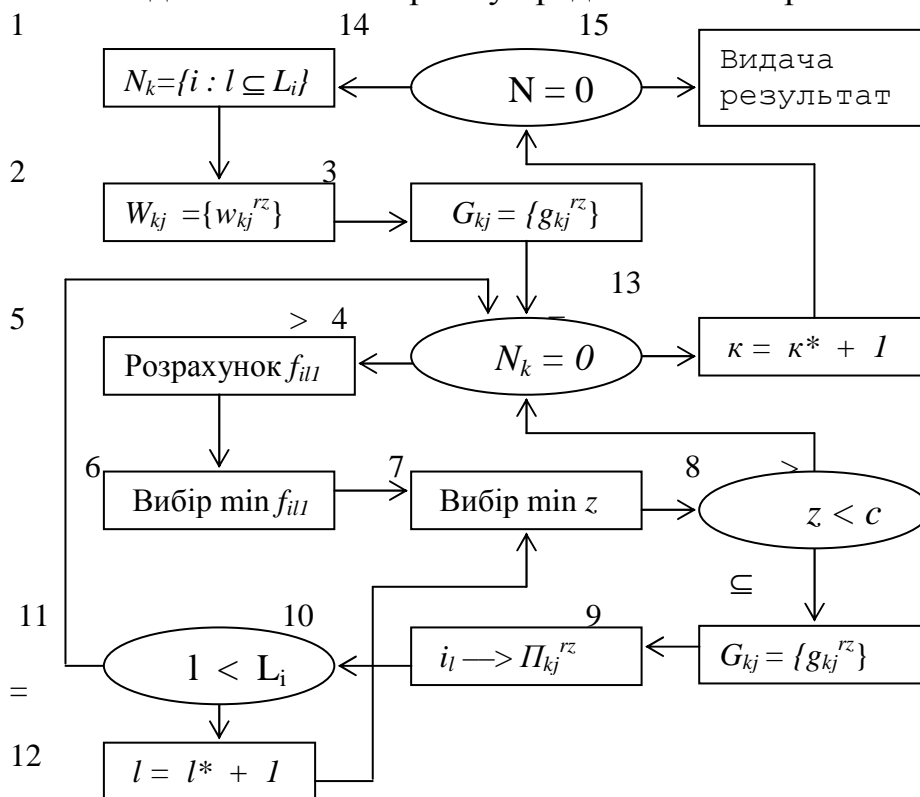 1
14
15
N_k={i : l ⊆ L_i}
N = 0
Видача
результат
2
3
W_kj ={w_kj^rz}
G_kj = {g_kj^rz}
13
5
> 4
Розрахунок f_il1
N_k = 0
к = к* + 1
6
7
8
>
Вибір min f_il1
Вибір min z
z < c
⊆
11
10
9
l < L_i
i_l —> П_kj^rz
G_kj = {g_kj^rz}
=
12
l = l* + 1